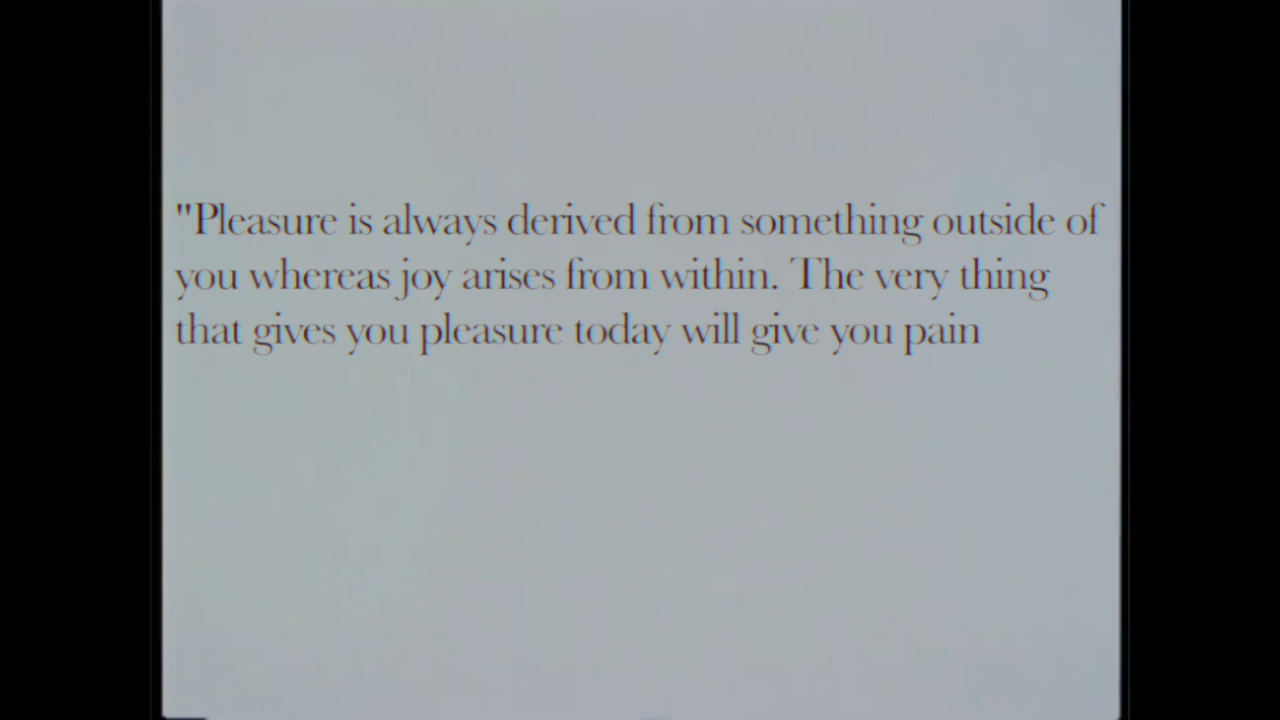 "Pleasure is always derived from something outside of
you whereas joy arises from within. The very thing
that gives you pleasure today will give you pain